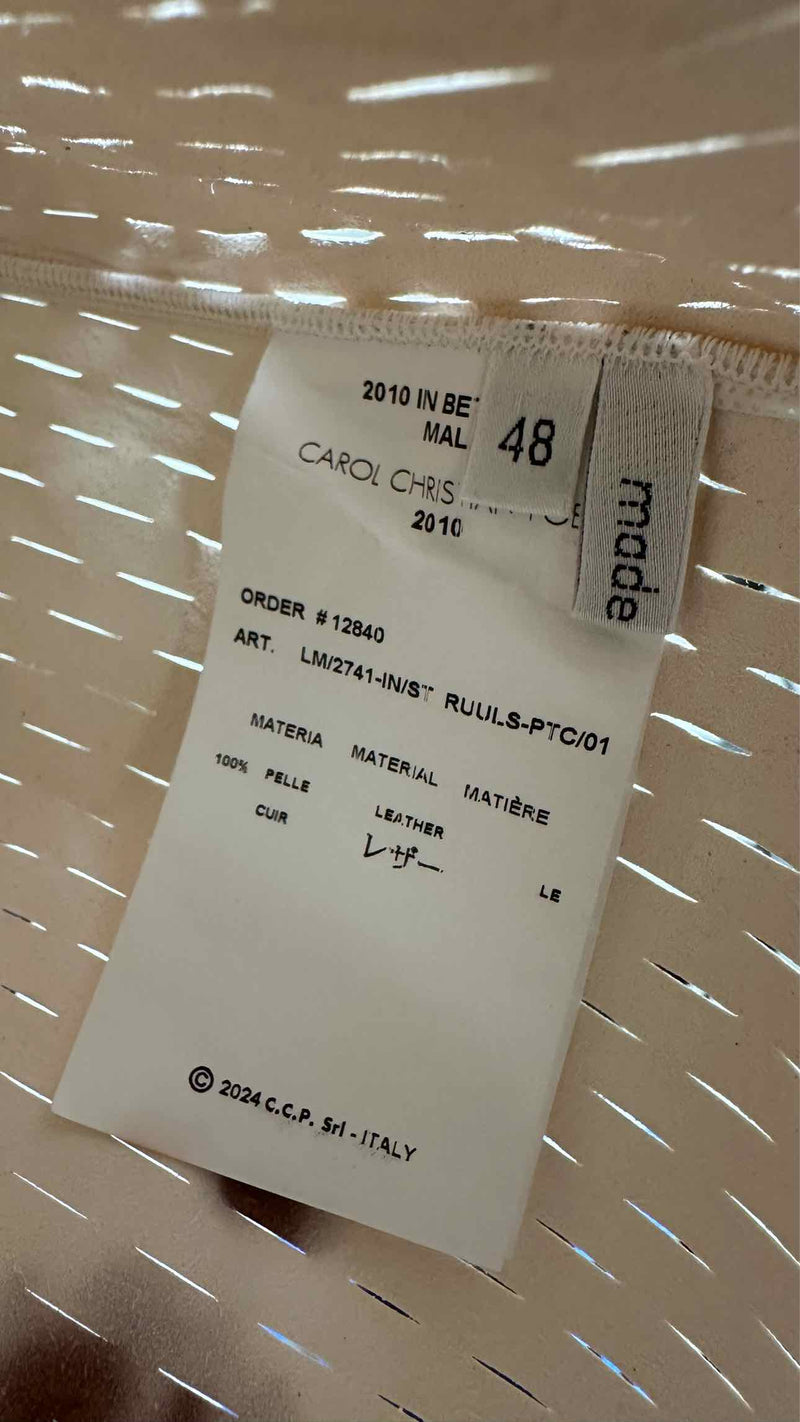 2010 IN BE
MAL
48
CAROL CHRIS
2010
made
ORDER #12840
ART. LM/2741-IN/ST RUULS-PTC/01
MATERIA MATERIAL MATIÈRE
100% PELLE LEATHER
CUIR レザー
LE
© 2024 C.C.P. Srl - ITALY